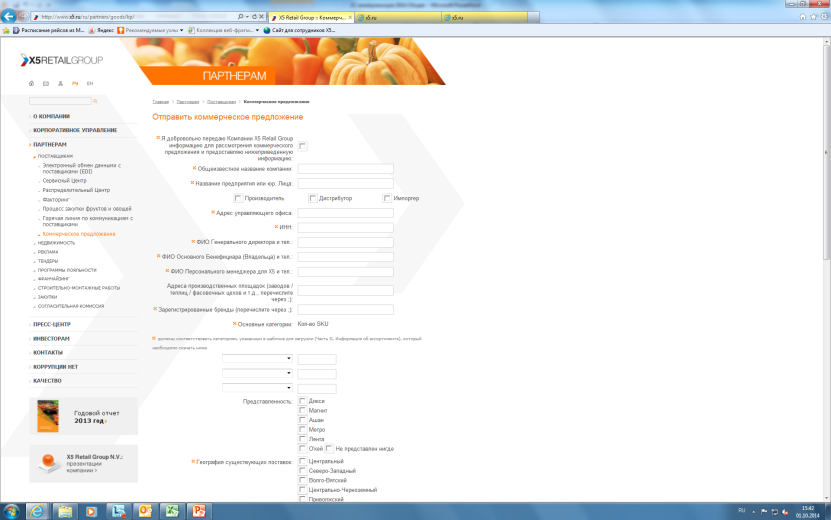 http://www.x5.ru/ru/partners/goods/kp/
X5 Retail Group :: Коммерч...
x5.ru
x5.ru
Расписание рейсов из М...
Яндекс
Рекомендуемые узлы
Коллекция веб-фрагм...
Сайт для сотрудников X5...
X5RETAILGROUP
ПАРТНЕРАМ
РУ EN
Главная > Партнерам > Поставщикам > Коммерческое предложение
Отправить коммерческое предложение
О КОМПАНИИ
КОРПОРАТИВНОЕ УПРАВЛЕНИЕ
ПАРТНЕРАМ
ПОСТАВЩИКАМ
Электронный обмен данными с
поставщиками (EDI)
Сервисный Центр
Распределительный Центр
Факторинг
Процесс закупки фруктов и овощей
Горячая линия по коммуникациям с
поставщиками
Коммерческое предложение
НЕДВИЖИМОСТЬ
РЕКЛАМА
ТЕНДЕРЫ
ПРОГРАММЫ ЛОЯЛЬНОСТИ
ФРАНЧАЙЗИНГ
СТРОИТЕЛЬНО-МОНТАЖНЫЕ РАБОТЫ
ЗАКУПКИ
СОГЛАСИТЕЛЬНАЯ КОМИССИЯ
ПРЕСС-ЦЕНТР
ИНВЕСТОРАМ
КОНТАКТЫ
КОРРУПЦИИ НЕТ
КАЧЕСТВО
Годовой отчет
2013 год
X5 Retail Group N.V.:
презентации
компании
Я добровольно передаю Компании X5 Retail Group
информацию для рассмотрения коммерческого
предложения и предоставляю нижеприведенную
информацию:
Общеизвестное название компании:
Название предприятия или юр. Лица:
Производитель Дистрибутор Импортер
Адрес управляющего офиса:
ИНН:
ФИО Генерального директора и тел.:
ФИО Основного Бенефициара (Владельца) и тел.:
ФИО Персонального менеджера для X5 и тел.:
Адреса производственных площадок (заводов /
теплиц / фасовочных цехов и т.д., перечислите
через ;):
Зарегистрированные бренды (перечислите через ;):
Основные категории: Кол-во SKU
должны соответствовать категориям, указанным в шаблоне для загрузки (Часть II. Информация об ассортименте), который
необходимо скачать ниже
Представленность: Дикси
Магнит
Ашан
Метро
Лента
О'кей Не представлен нигде
География существующих поставок: Центральный
Северо-Западный
Волго-Вятский
Центрально-Черноземный
Приволжский
RU
15:42
01.10.2014